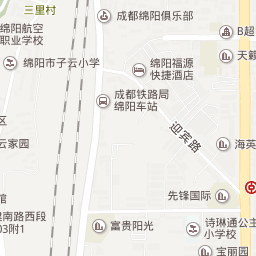 三里村
成都绵阳俱乐部
B超
绵阳航空
职业学校
天籁
绵阳市子云小学
绵阳福源
快捷酒店
成都铁路局
绵阳车站
迎宾路
区
云家园
海英
先锋国际
馆
建南路西段
03附1
富贵阳光
诗琳通公主
小学校
宝丽园